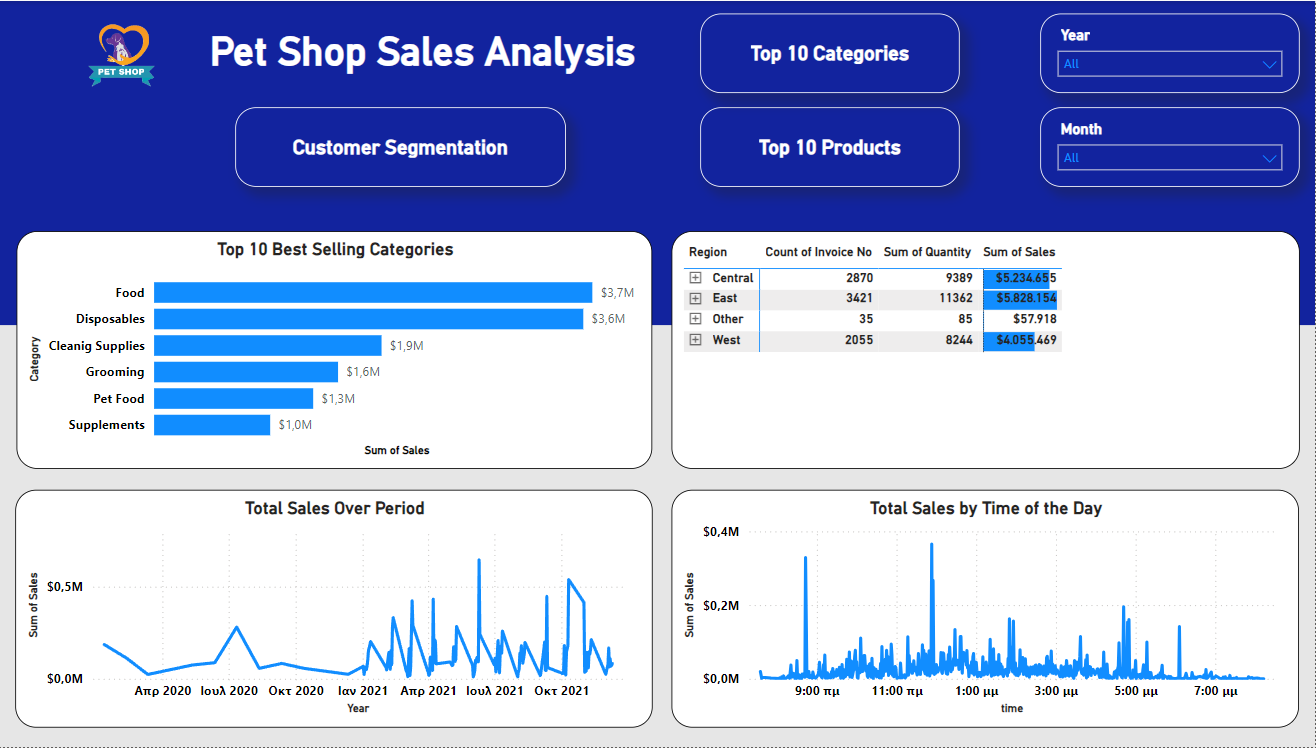 PET SHOP
Pet Shop Sales Analysis
Top 10 Categories
Year
All
Customer Segmentation
Top 10 Products
Month
All
Top 10 Best Selling Categories
Category
Food $3,7M
Disposables $3,6M
Cleanig Supplies $1,9M
Grooming $1,6M
Pet Food $1,3M
Supplements $1,0M
Sum of Sales
Region Count of Invoice No Sum of Quantity Sum of Sales
Central 2870 9389 $5.234.655
East 3421 11362 $5.828.154
Other 35 85 $57.918
West 2055 8244 $4.055.469
Total Sales Over Period
Sum of Sales
$0,5M
$0,0M
Απρ 2020 Ιουλ 2020 Οκτ 2020 Ιαν 2021 Απρ 2021 Ιουλ 2021 Οκτ 2021
Year
Total Sales by Time of the Day
Sum of Sales
$0,4M
$0,2M
$0,0M
9:00 πμ 11:00 πμ 1:00 μμ 3:00 μμ 5:00 μμ 7:00 μμ
time